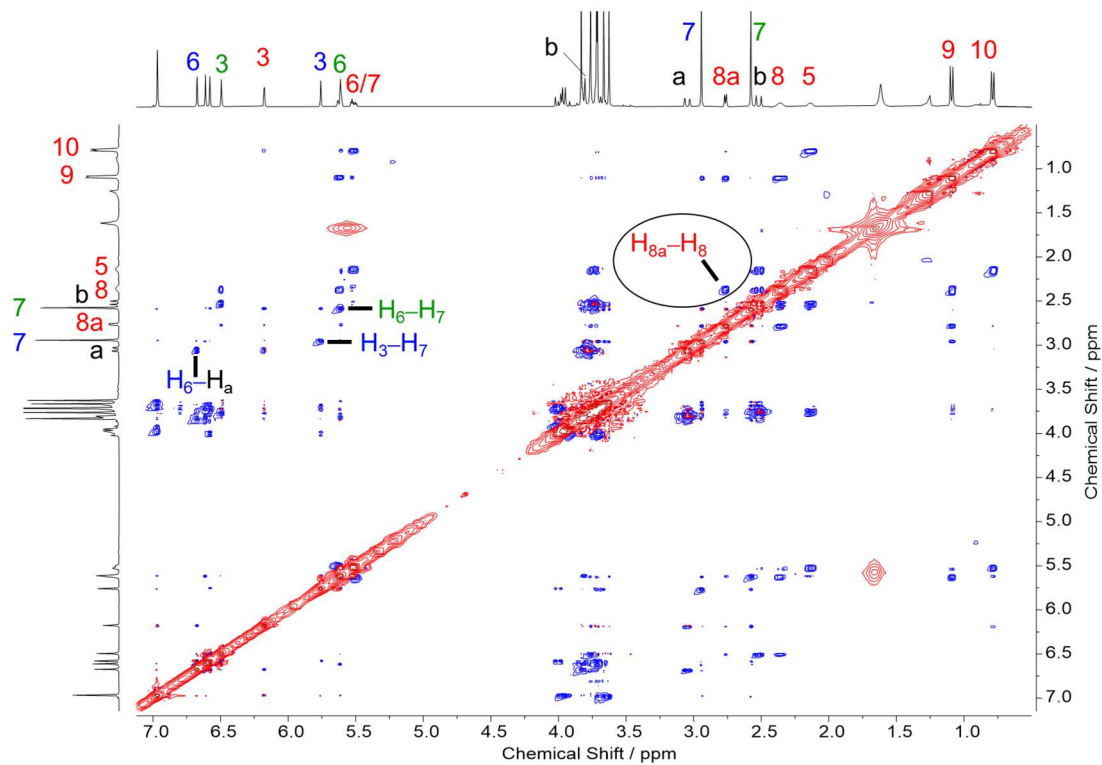 6 3 3 3 6 6/7 b 7 a 8a 7 b 8 5 9 10
10
9
5
b 8
7
8a
7
a
H8a–H8
H6–H7
H3–H7
H6–Ha
1.0
1.5
2.0
2.5
3.0
3.5
4.0
4.5
5.0
5.5
6.0
6.5
7.0
Chemical Shift / ppm
7.0 6.5 6.0 5.5 5.0 4.5 4.0 3.5 3.0 2.5 2.0 1.5 1.0
Chemical Shift / ppm